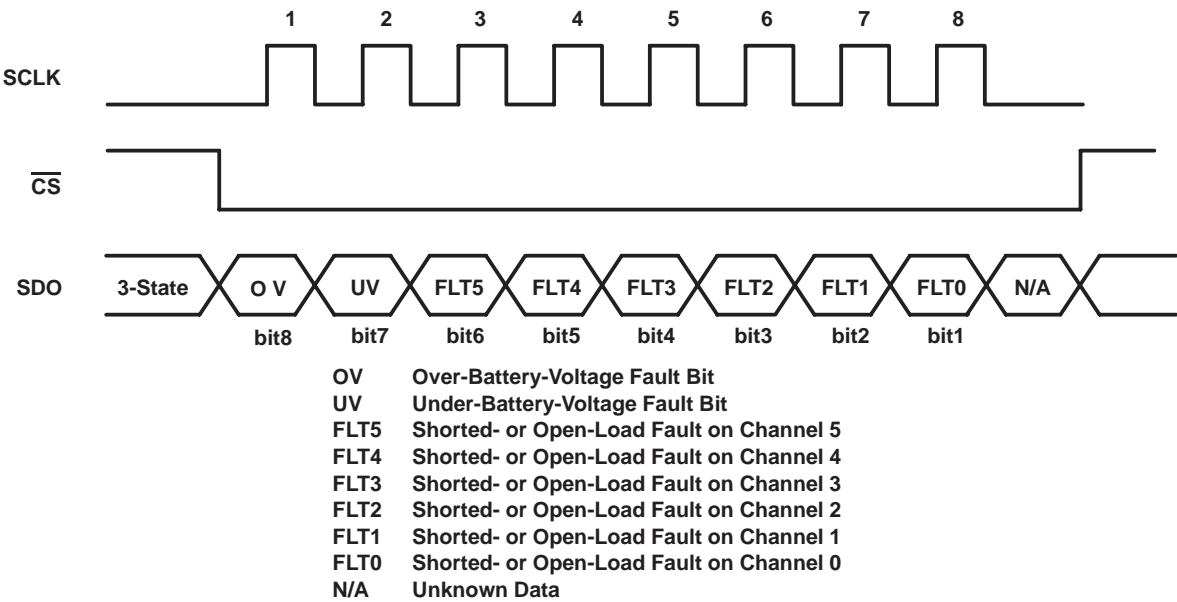 1 2 3 4 5 6 7 8
SCLK
CS
SDO 3-State O V UV FLT5 FLT4 FLT3 FLT2 FLT1 FLT0 N/A
bit8 bit7 bit6 bit5 bit4 bit3 bit2 bit1
OV Over-Battery-Voltage Fault Bit
UV Under-Battery-Voltage Fault Bit
FLT5 Shorted- or Open-Load Fault on Channel 5
FLT4 Shorted- or Open-Load Fault on Channel 4
FLT3 Shorted- or Open-Load Fault on Channel 3
FLT2 Shorted- or Open-Load Fault on Channel 2
FLT1 Shorted- or Open-Load Fault on Channel 1
FLT0 Shorted- or Open-Load Fault on Channel 0
N/A Unknown Data